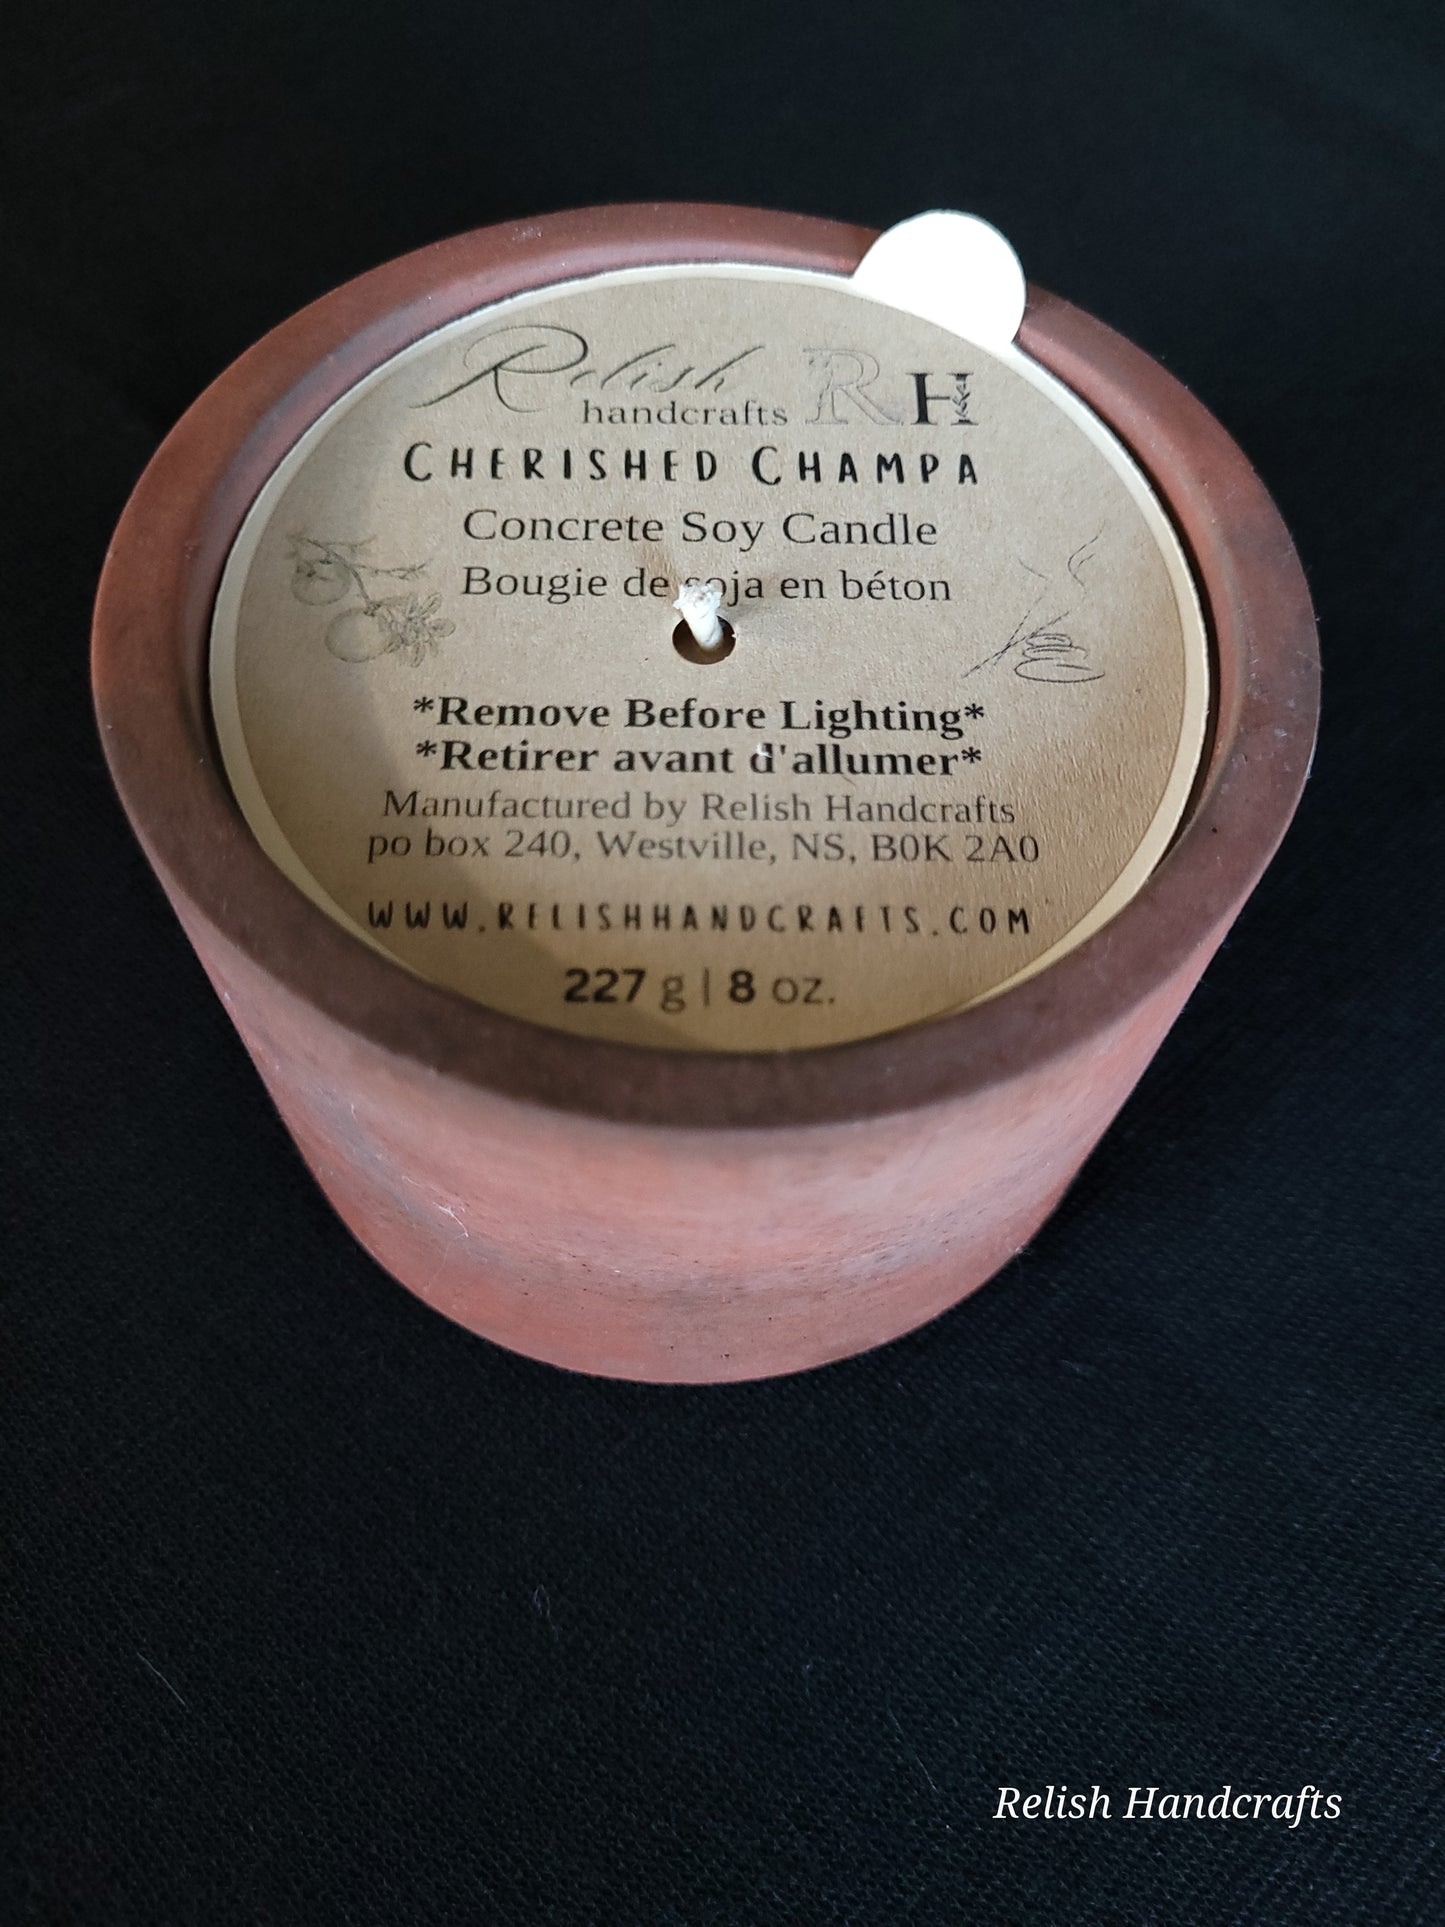 Relish RH
handcrafts
CHERISHED CHAMPA
Concrete Soy Candle
Bougie de soja en béton
*Remove Before Lighting*
*Retirer avant d'allumer*
Manufactured by Relish Handcrafts
po box 240, Westville, NS, B0K 2A0
WWW.RELISHHANDCRAFTS.COM
227 g | 8 oz.
Relish Handcrafts